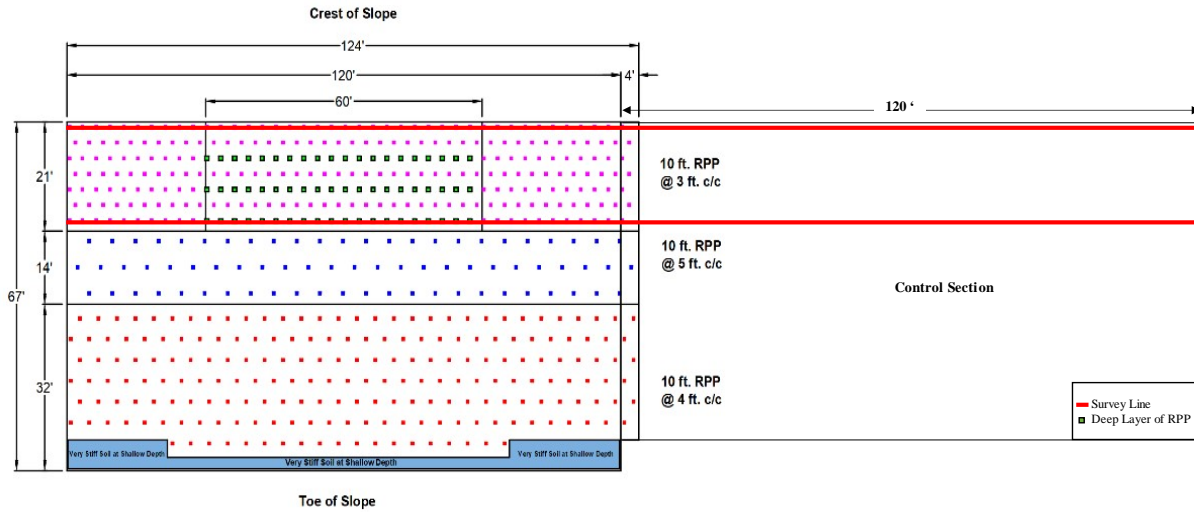 Crest of Slope
124'
120'
4'
60'
120 '
21'
10 ft. RPP
@ 3 ft. c/c
14'
10 ft. RPP
@ 5 ft. c/c
67'
Control Section
32'
10 ft. RPP
@ 4 ft. c/c
Survey Line
Deep Layer of RPP
Very Stiff Soil at Shallow Depth
Very Stiff Soil at Shallow Depth
Very Stiff Soil at Shallow Depth
Toe of Slope